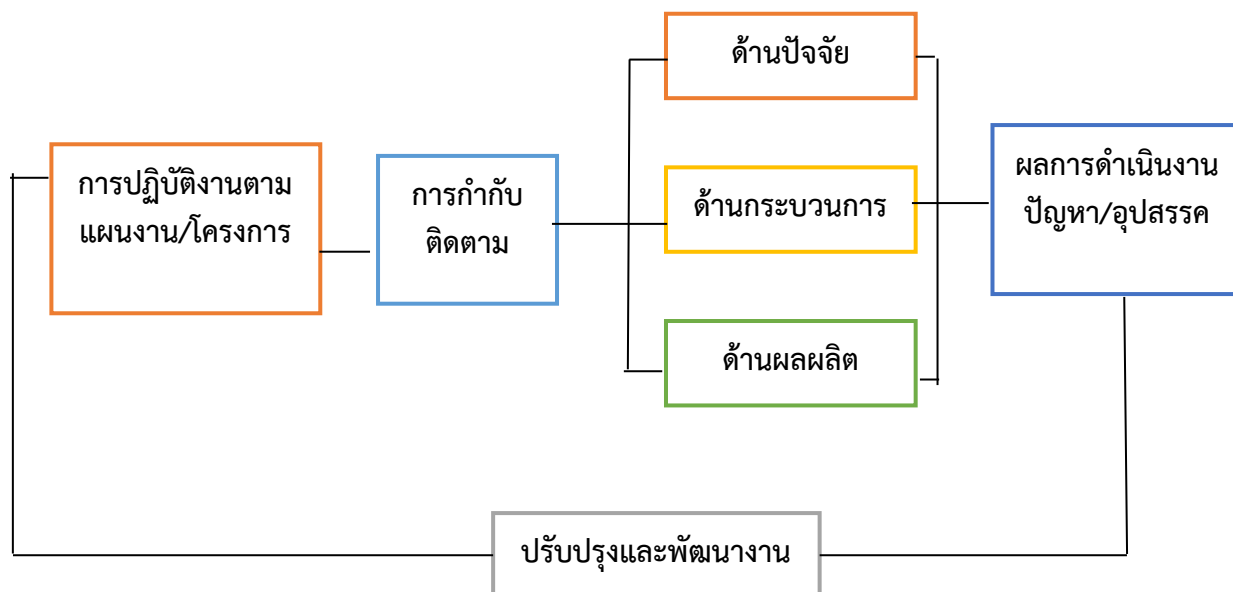 ด้านปัจจัย
การปฏิบัติงานตาม
แผนงาน/โครงการ
การกำกับ
ติดตาม
ด้านกระบวนการ
ผลการดำเนินงาน
ปัญหา/อุปสรรค
ด้านผลผลิต
ปรับปรุงและพัฒนางาน